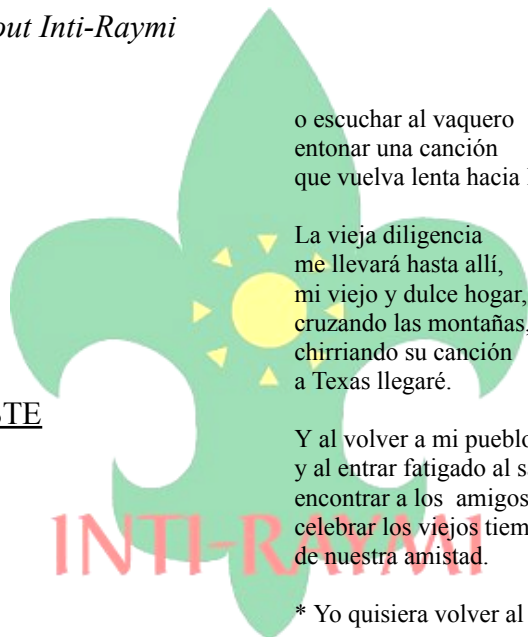 out Inti-Raymi
o escuchar al vaquero
entonar una canción
que vuelva lenta hacia
La vieja diligencia
me llevará hasta allí,
mi viejo y dulce hogar,
cruzando las montañas,
chirriando su canción
a Texas llegaré.
STE
Y al volver a mi pueblo
y al entrar fatigado al
encontrar a los amigos
celebrar los viejos
de nuestra amistad.
INTI-RAYMI
* Yo quisiera volver al